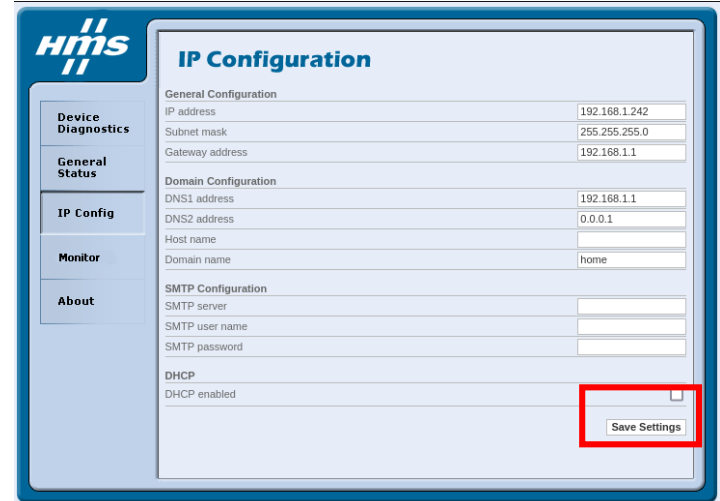 HMS
IP Configuration
Device
Diagnostics
General
Status
IP Config
Monitor
About
General Configuration
IP address 192.168.1.242
Subnet mask 255.255.255.0
Gateway address 192.168.1.1
Domain Configuration
DNS1 address 192.168.1.1
DNS2 address 0.0.0.1
Host name
Domain name home
SMTP Configuration
SMTP server
SMTP user name
SMTP password
DHCP
DHCP enabled
Save Settings